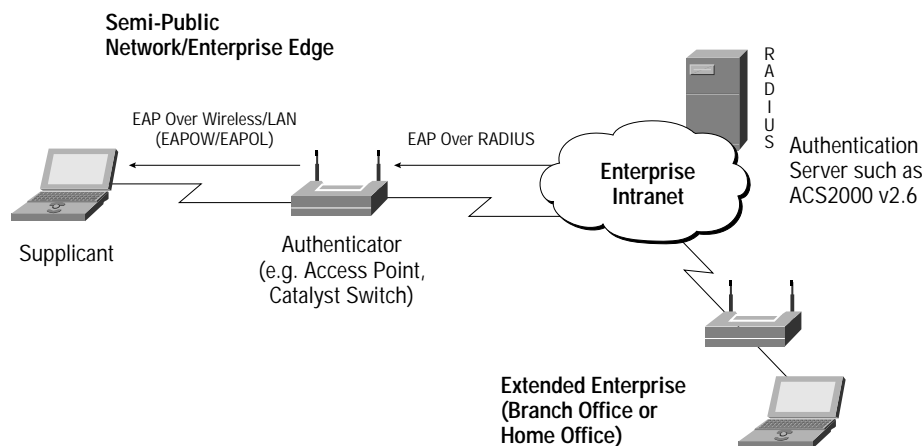 Semi-Public
Network/Enterprise Edge
EAP Over Wireless/LAN
(EAPOW/EAPOL)
EAP Over RADIUS
RADIUS
Enterprise
Intranet
Authentication
Server such as
ACS2000 v2.6
Supplicant
Authenticator
(e.g. Access Point,
Catalyst Switch)
Extended Enterprise
(Branch Office or
Home Office)